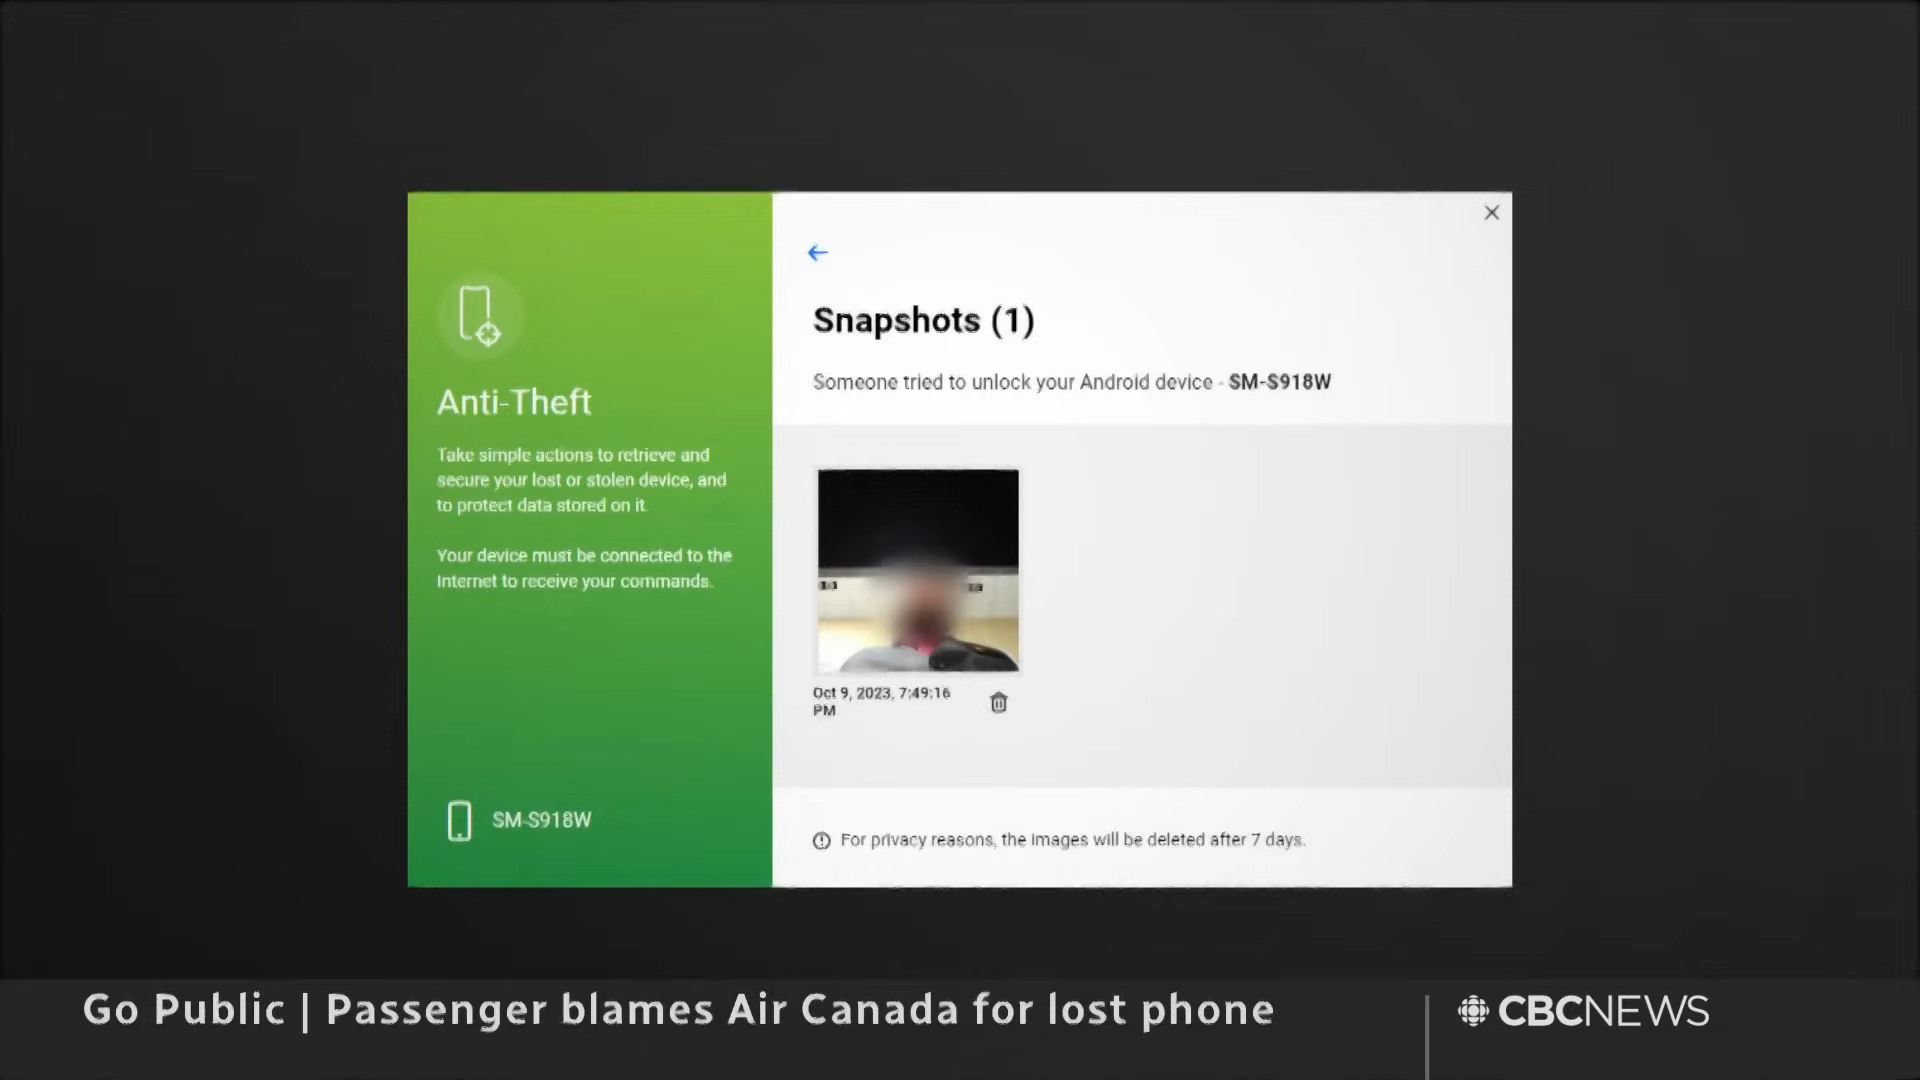 Anti-Theft
Take simple actions to retrieve and
secure your lost or stolen device, and
to protect data stored on it.
Your device must be connected to the
Internet to receive your commands.
SM-S918W
Snapshots (1)
Someone tried to unlock your Android device - SM-S918W
Oct 9, 2023, 7:49:16
PM
For privacy reasons, the images will be deleted after 7 days.
Go Public | Passenger blames Air Canada for lost phone
CBCNEWS